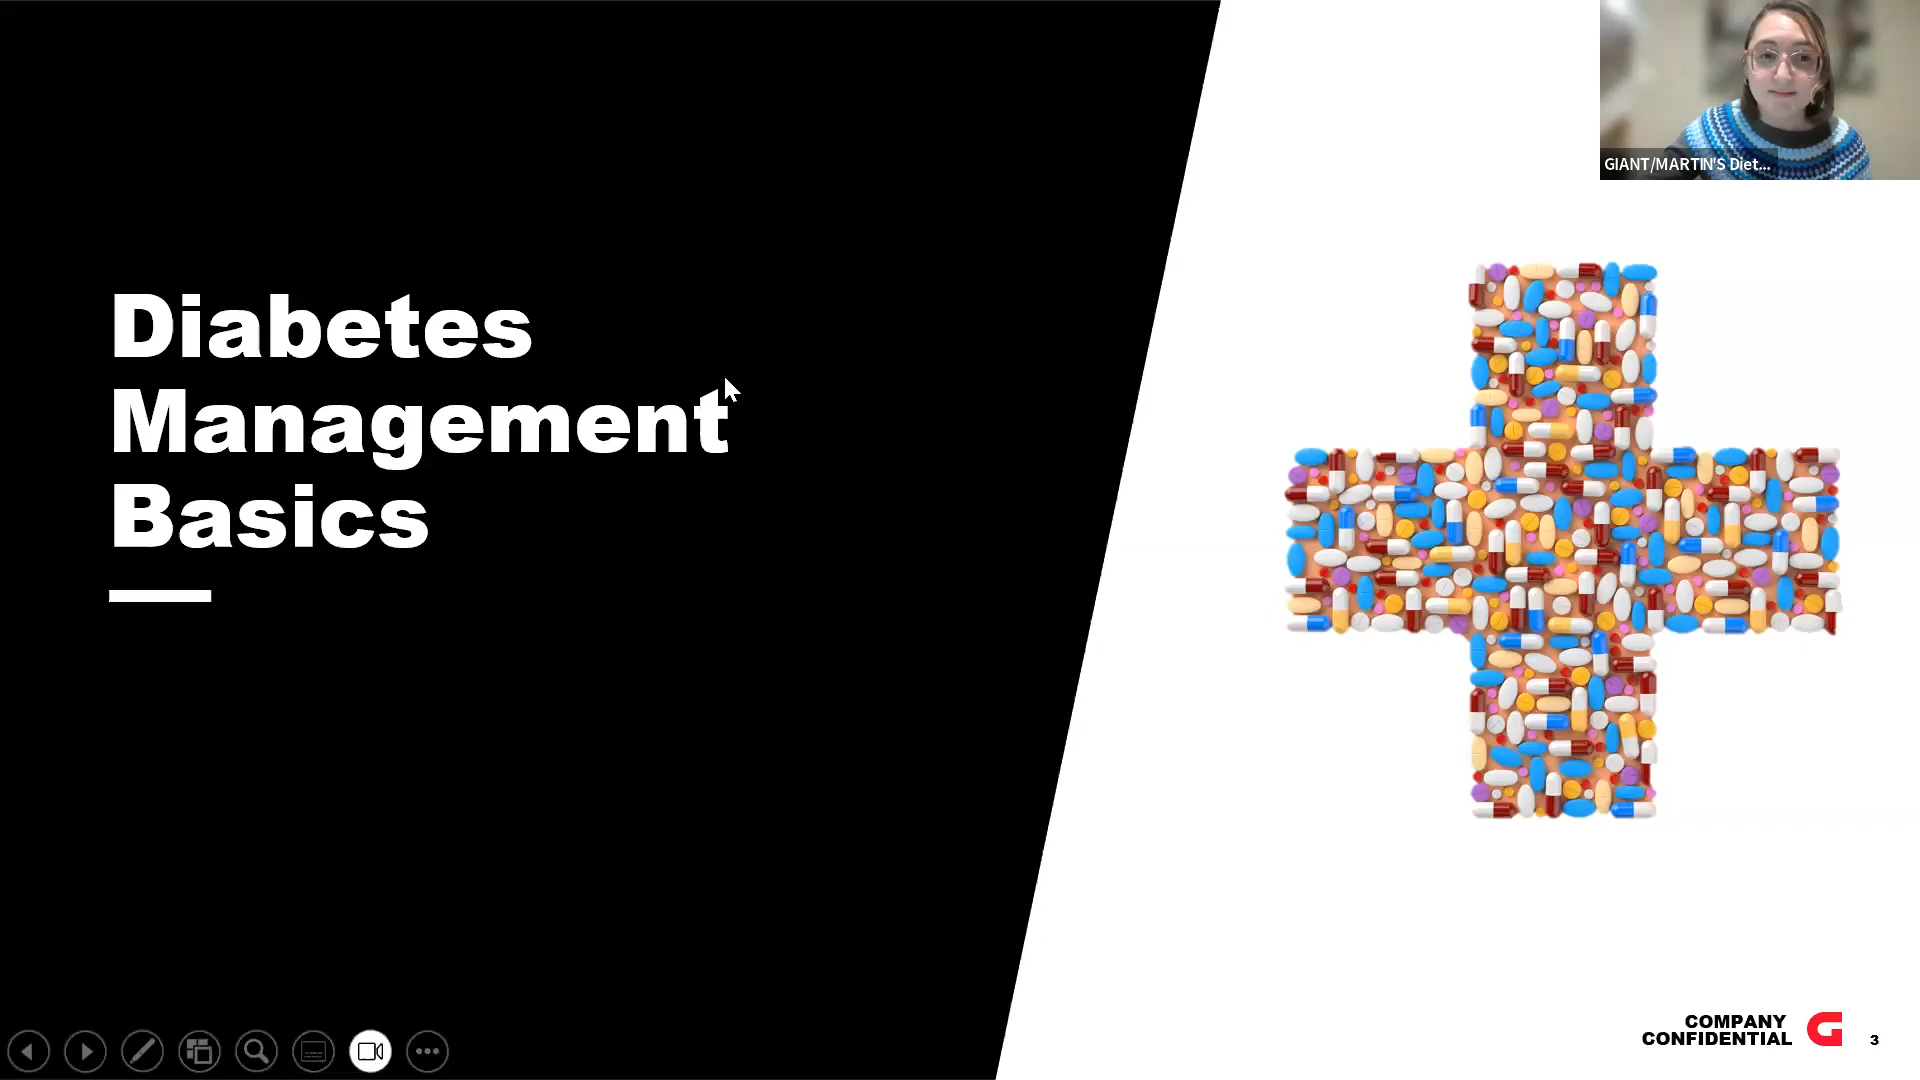 GIANT/MARTIN'S Diet...
Diabetes
Management
Basics
COMPANY
CONFIDENTIAL
3